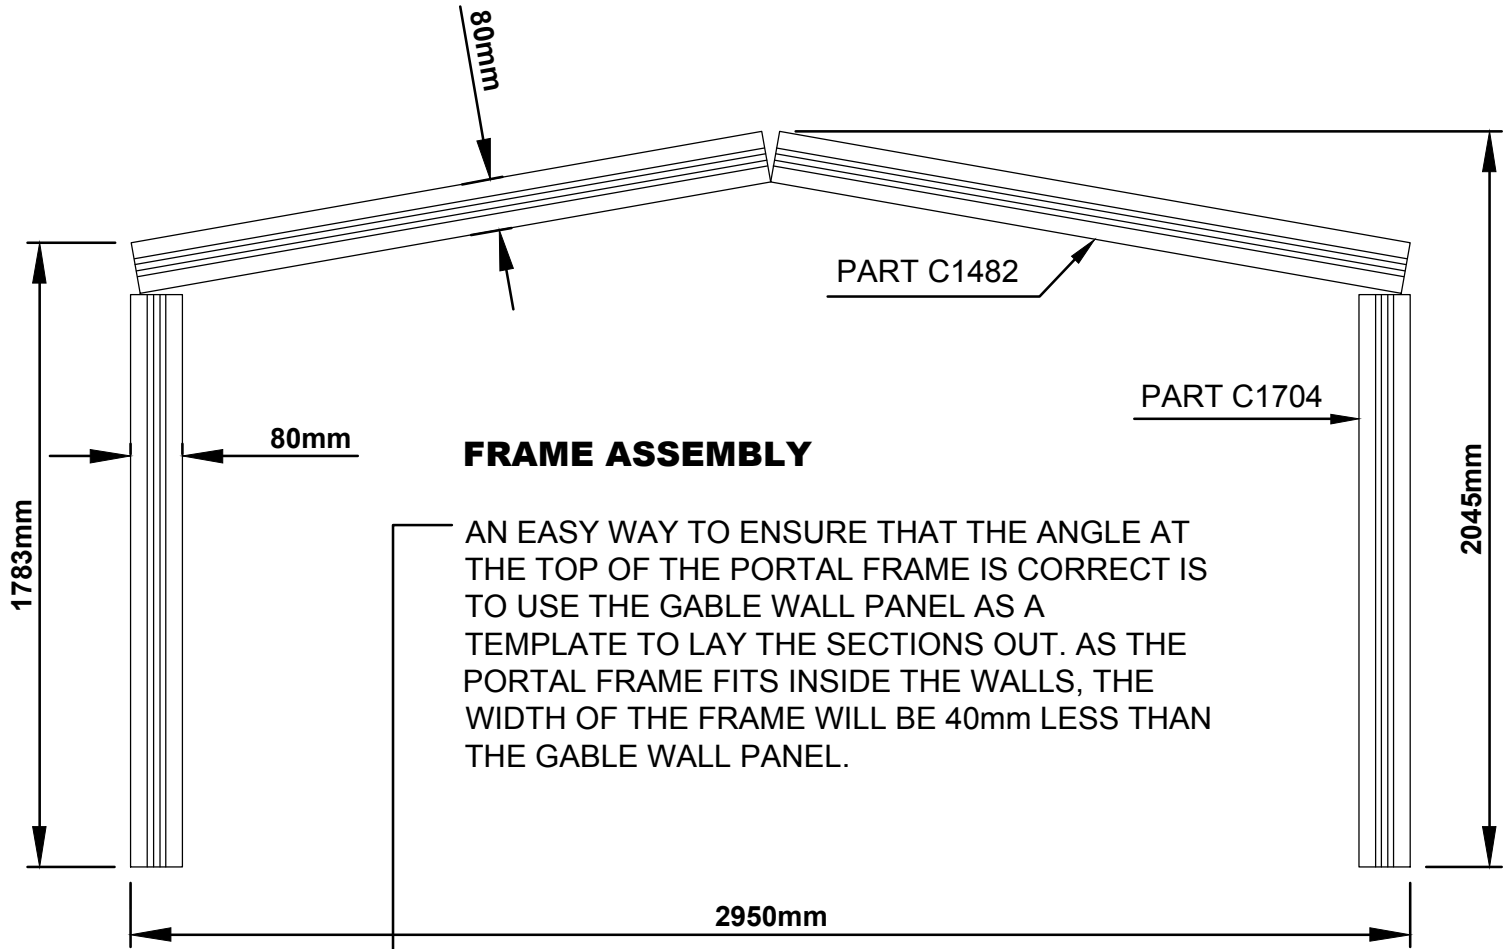 80mm
PART C1482
PART C1704
80mm
FRAME ASSEMBLY
1783mm
2045mm
AN EASY WAY TO ENSURE THAT THE ANGLE AT
THE TOP OF THE PORTAL FRAME IS CORRECT IS
TO USE THE GABLE WALL PANEL AS A
TEMPLATE TO LAY THE SECTIONS OUT. AS THE
PORTAL FRAME FITS INSIDE THE WALLS, THE
WIDTH OF THE FRAME WILL BE 40mm LESS THAN
THE GABLE WALL PANEL.
2950mm